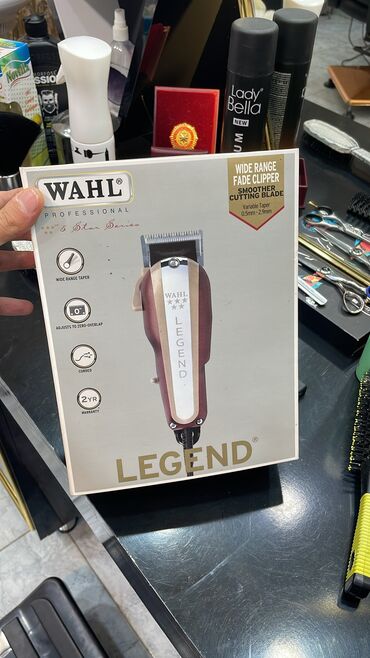 WAHL®
PROFESSIONAL
5 Star Series
WIDE RANGE
FADE CLIPPER
SMOOTHER
CUTTING BLADE
Variable Taper
0.5mm - 2.9mm
WIDE RANGE TAPER
"0"
ADJUSTS TO ZERO-OVERLAP
CORDED
2YR
WARRANTY
WAHL
LEGEND
LEGEND®
Lady
Bella
NEW